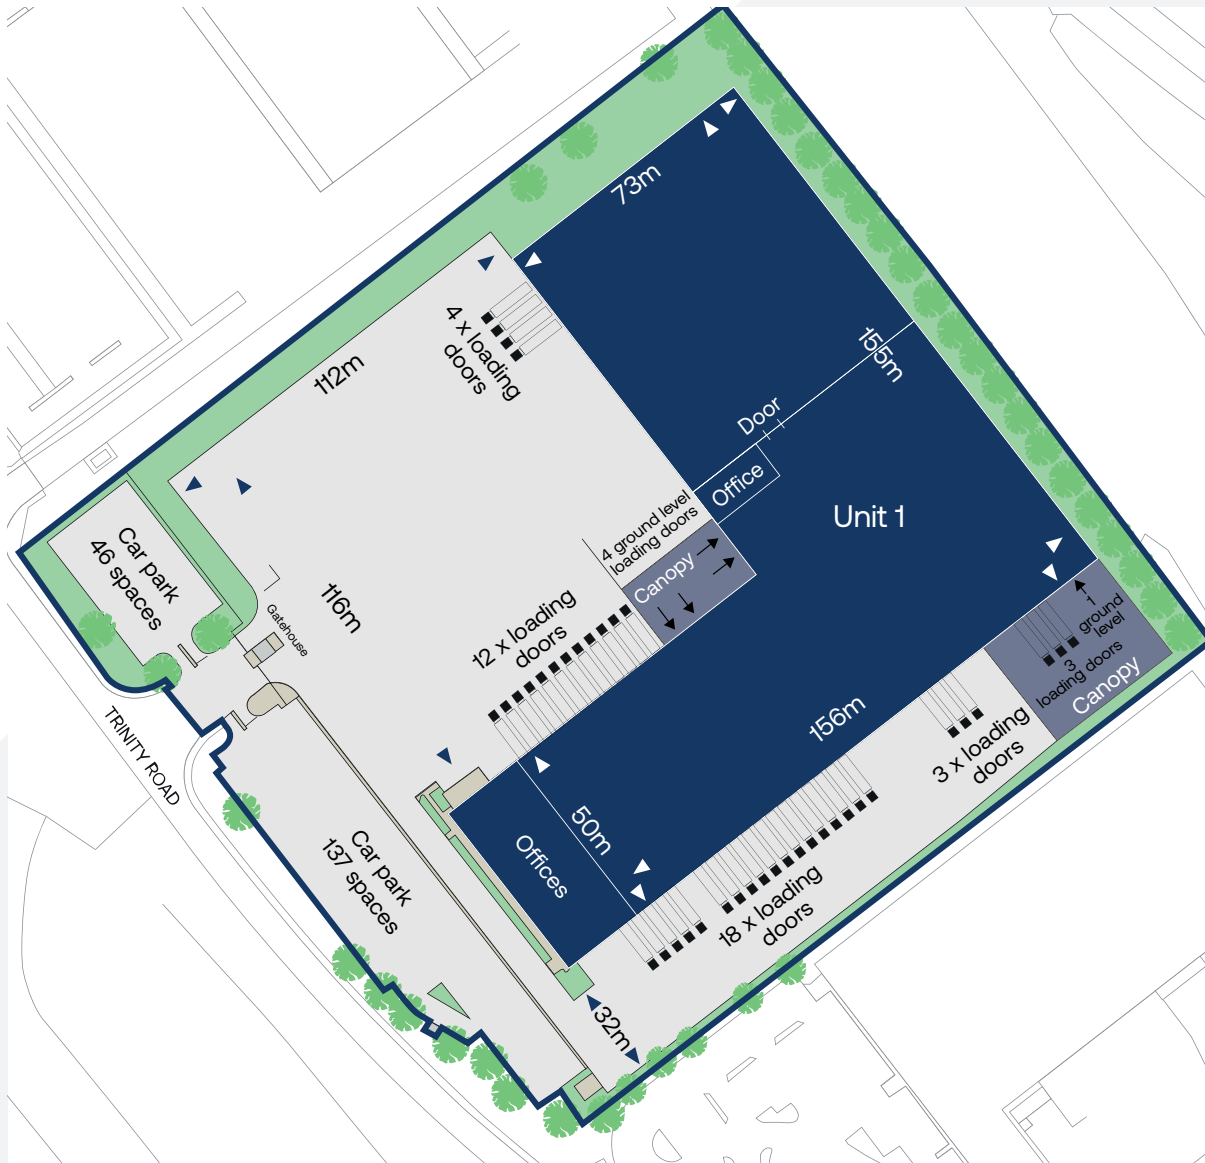 73m
155m
4 x loading
doors
112m
Door
Office
4 ground level
loading doors
Canopy
Unit 1
Car park
46 spaces
116m
Gatehouse
12 x loading
doors
1
ground
level
3
loading doors
Canopy
156m
3 x loading
doors
TRINITY ROAD
50m
Offices
Car park
137 spaces
18 x loading
doors
32m